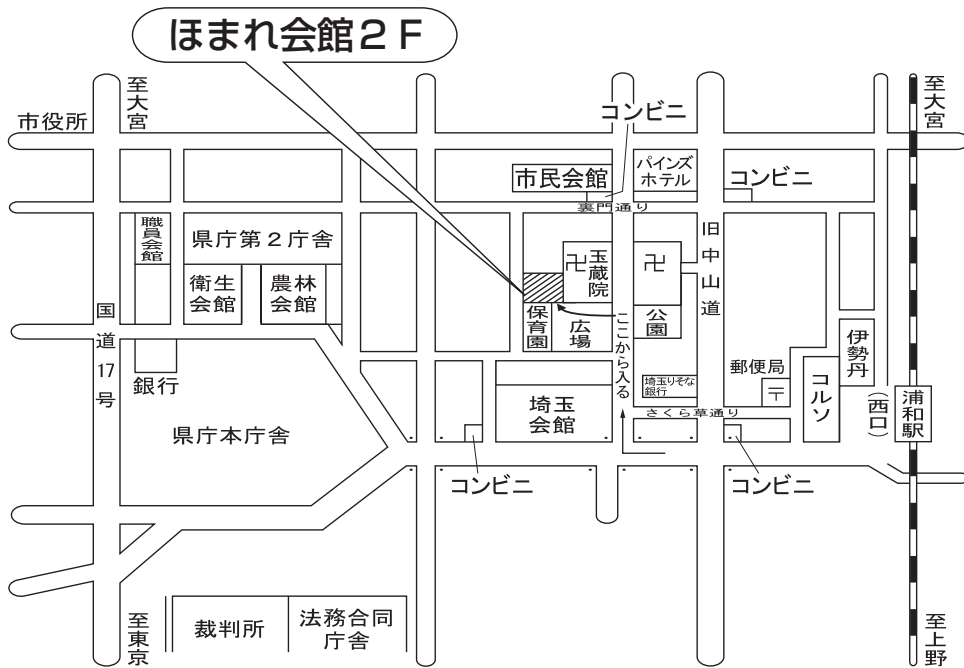 ほまれ会館2F
至大宮
至大宮
市役所
コンビニ
市民会館
パインズ
ホテル
コンビニ
裏門通り
職員会館
県庁第2庁舎
衛生
会館
農林
会館
卍
玉蔵院
卍
旧中山道
国道17号
保育園
広場
ここから入る
公園
銀行
郵便局
〒
コルソ
伊勢丹
埼玉りそな
銀行
さくら草通り
埼玉
会館
(西口)
浦和駅
県庁本庁舎
コンビニ
コンビニ
至東京
裁判所
法務合同
庁舎
至上野